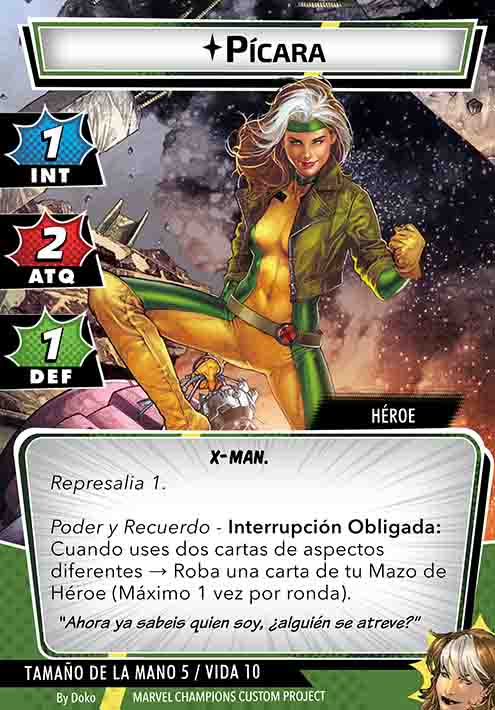 PÍCARA
1
INT
2
ATQ
1
DEF
HÉROE
X-MAN.
Represalia 1.
Poder y Recuerdo - Interrupción Obligada:
Cuando uses dos cartas de aspectos
diferentes → Roba una carta de tu Mazo de
Héroe (Máximo 1 vez por ronda).
"Ahora ya sabeis quien soy, ¿alguién se atreve?"
TAMAÑO DE LA MANO 5 / VIDA 10
By Doko MARVEL CHAMPIONS CUSTOM PROJECT